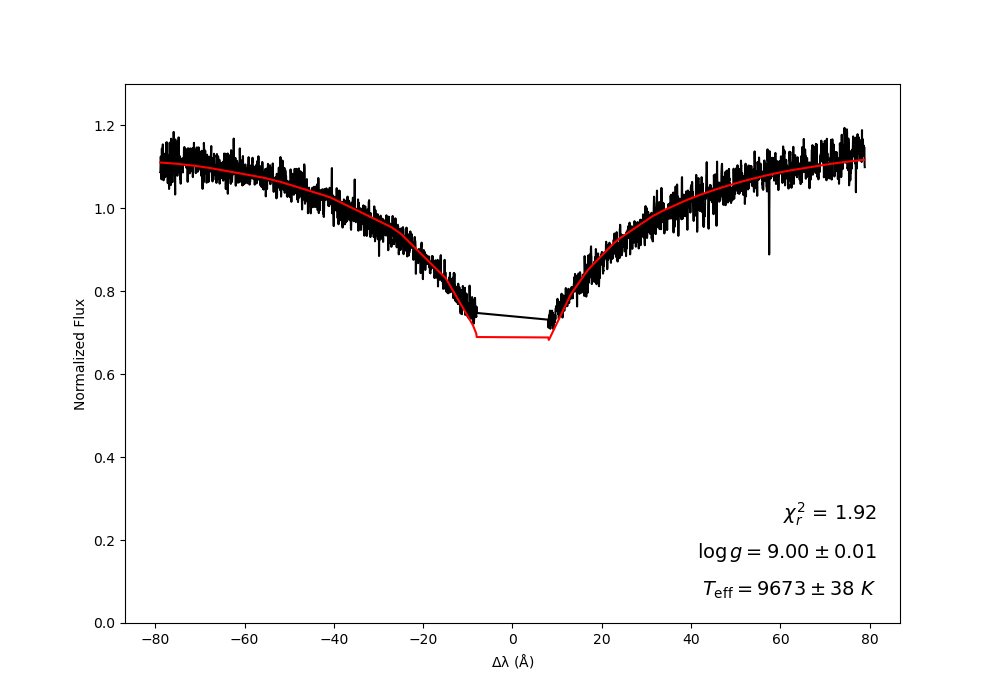 1.2
1.0
0.8
0.6
0.4
0.2
0.0
Normalized Flux
χ²ᵣ = 1.92
log g = 9.00 ± 0.01
T_eff = 9673 ± 38 K
−80 −60 −40 −20 0 20 40 60 80
Δλ (Å)